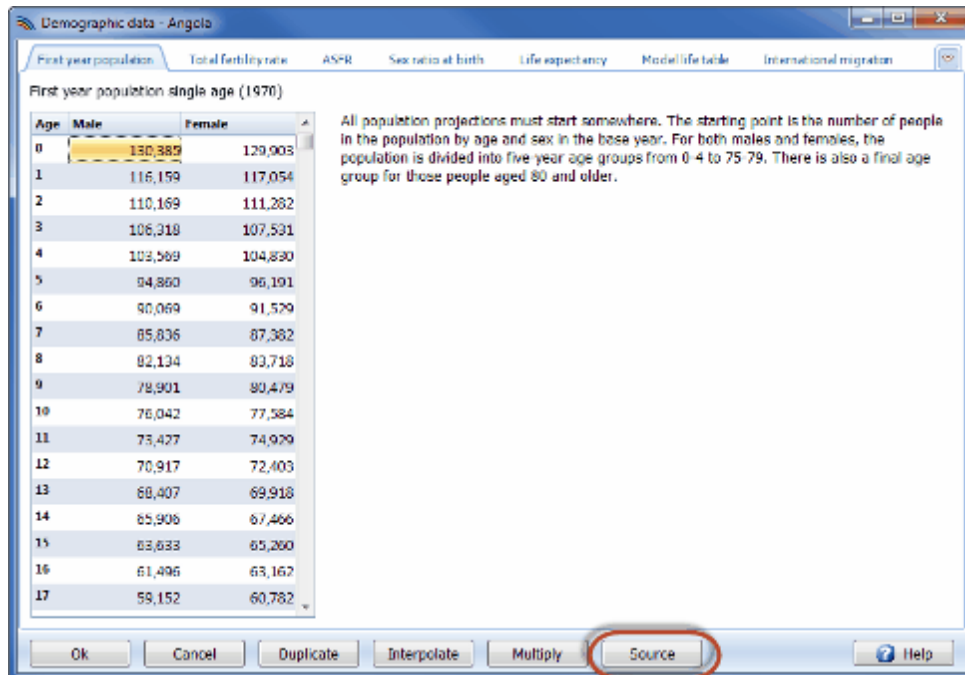 Demographic data - Angola
First year population Total fertility rate ASFR Sex ratio at birth Life expectancy Model life table International migration
First year population single age (1970)
All population projections must start somewhere. The starting point is the number of people
in the population by age and sex in the base year. For both males and females, the
population is divided into five-year age groups from 0-4 to 75-79. There is also a final age
group for those people aged 80 and older.
Age Male Female
0 130,385 129,903
1 116,159 117,054
2 110,169 111,282
3 106,318 107,531
4 103,569 104,830
5 94,860 96,191
6 90,069 91,529
7 85,836 87,382
8 82,134 83,718
9 78,901 80,479
10 76,042 77,584
11 73,427 74,929
12 70,917 72,403
13 68,407 69,918
14 65,906 67,466
15 63,633 65,260
16 61,496 63,162
17 59,152 60,782
Ok Cancel Duplicate Interpolate Multiply Source Help